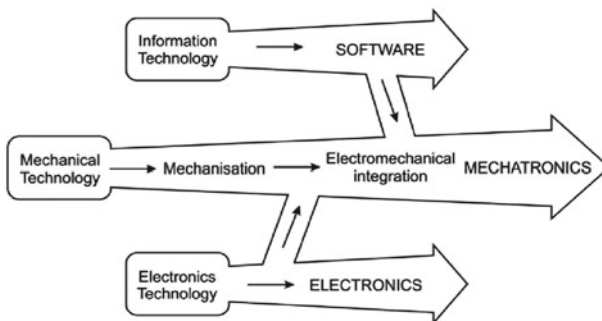 Information
Technology
SOFTWARE
Mechanical
Technology
Mechanisation
Electromechanical
integration
MECHATRONICS
Electronics
Technology
ELECTRONICS